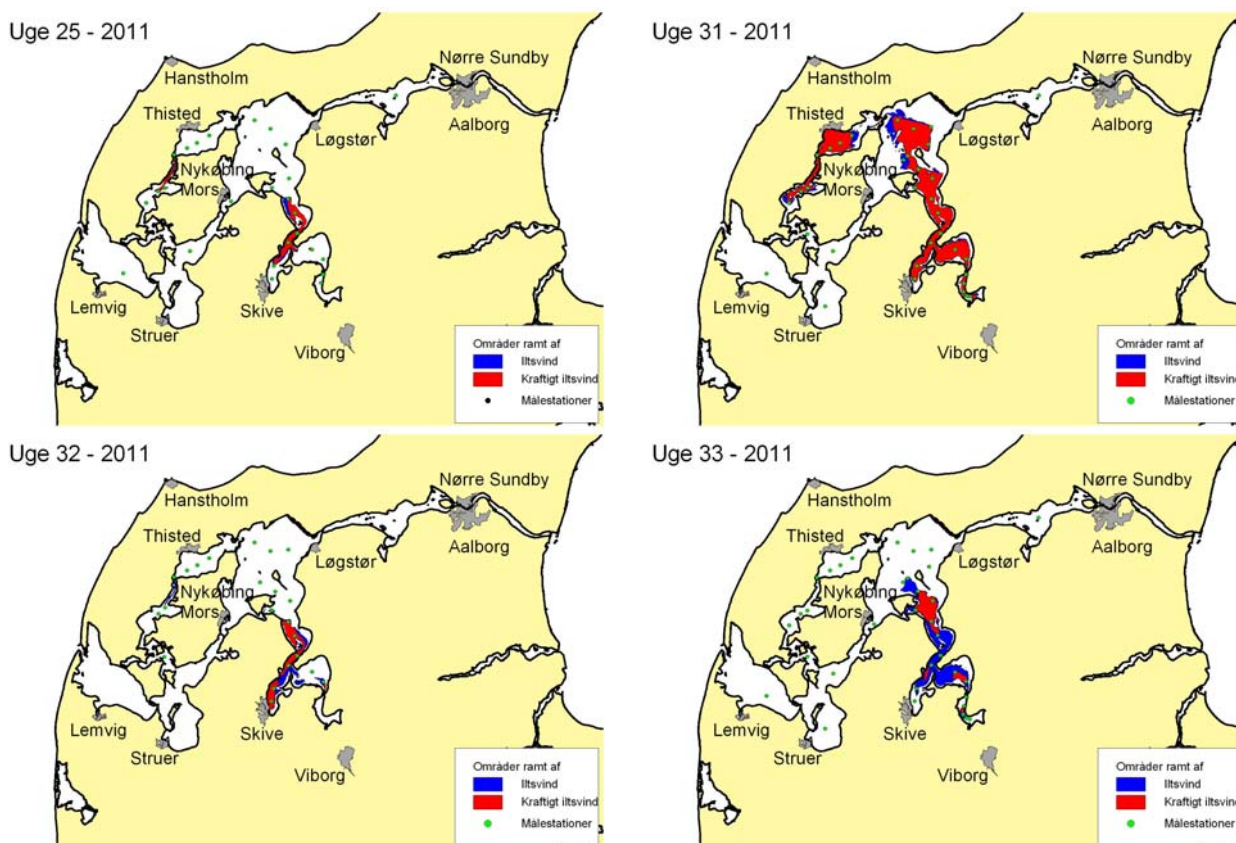 Uge 25 - 2011
Hanstholm
Nørre Sundby
Thisted
Aalborg
Løgstør
Nykøbing
Mors
Lemvig
Skive
Struer
Viborg
Områder ramt af
Iltsvind
Kraftigt iltsvind
Målestationer
Uge 31 - 2011
Hanstholm
Nørre Sundby
Thisted
Aalborg
Løgstør
Nykøbing
Mors
Lemvig
Skive
Struer
Viborg
Områder ramt af
Iltsvind
Kraftigt iltsvind
Målestationer
Uge 32 - 2011
Hanstholm
Nørre Sundby
Thisted
Aalborg
Løgstør
Nykøbing
Mors
Lemvig
Skive
Struer
Viborg
Områder ramt af
Iltsvind
Kraftigt iltsvind
Målestationer
Uge 33 - 2011
Hanstholm
Nørre Sundby
Thisted
Aalborg
Løgstør
Nykøbing
Mors
Lemvig
Skive
Struer
Viborg
Områder ramt af
Iltsvind
Kraftigt iltsvind
Målestationer